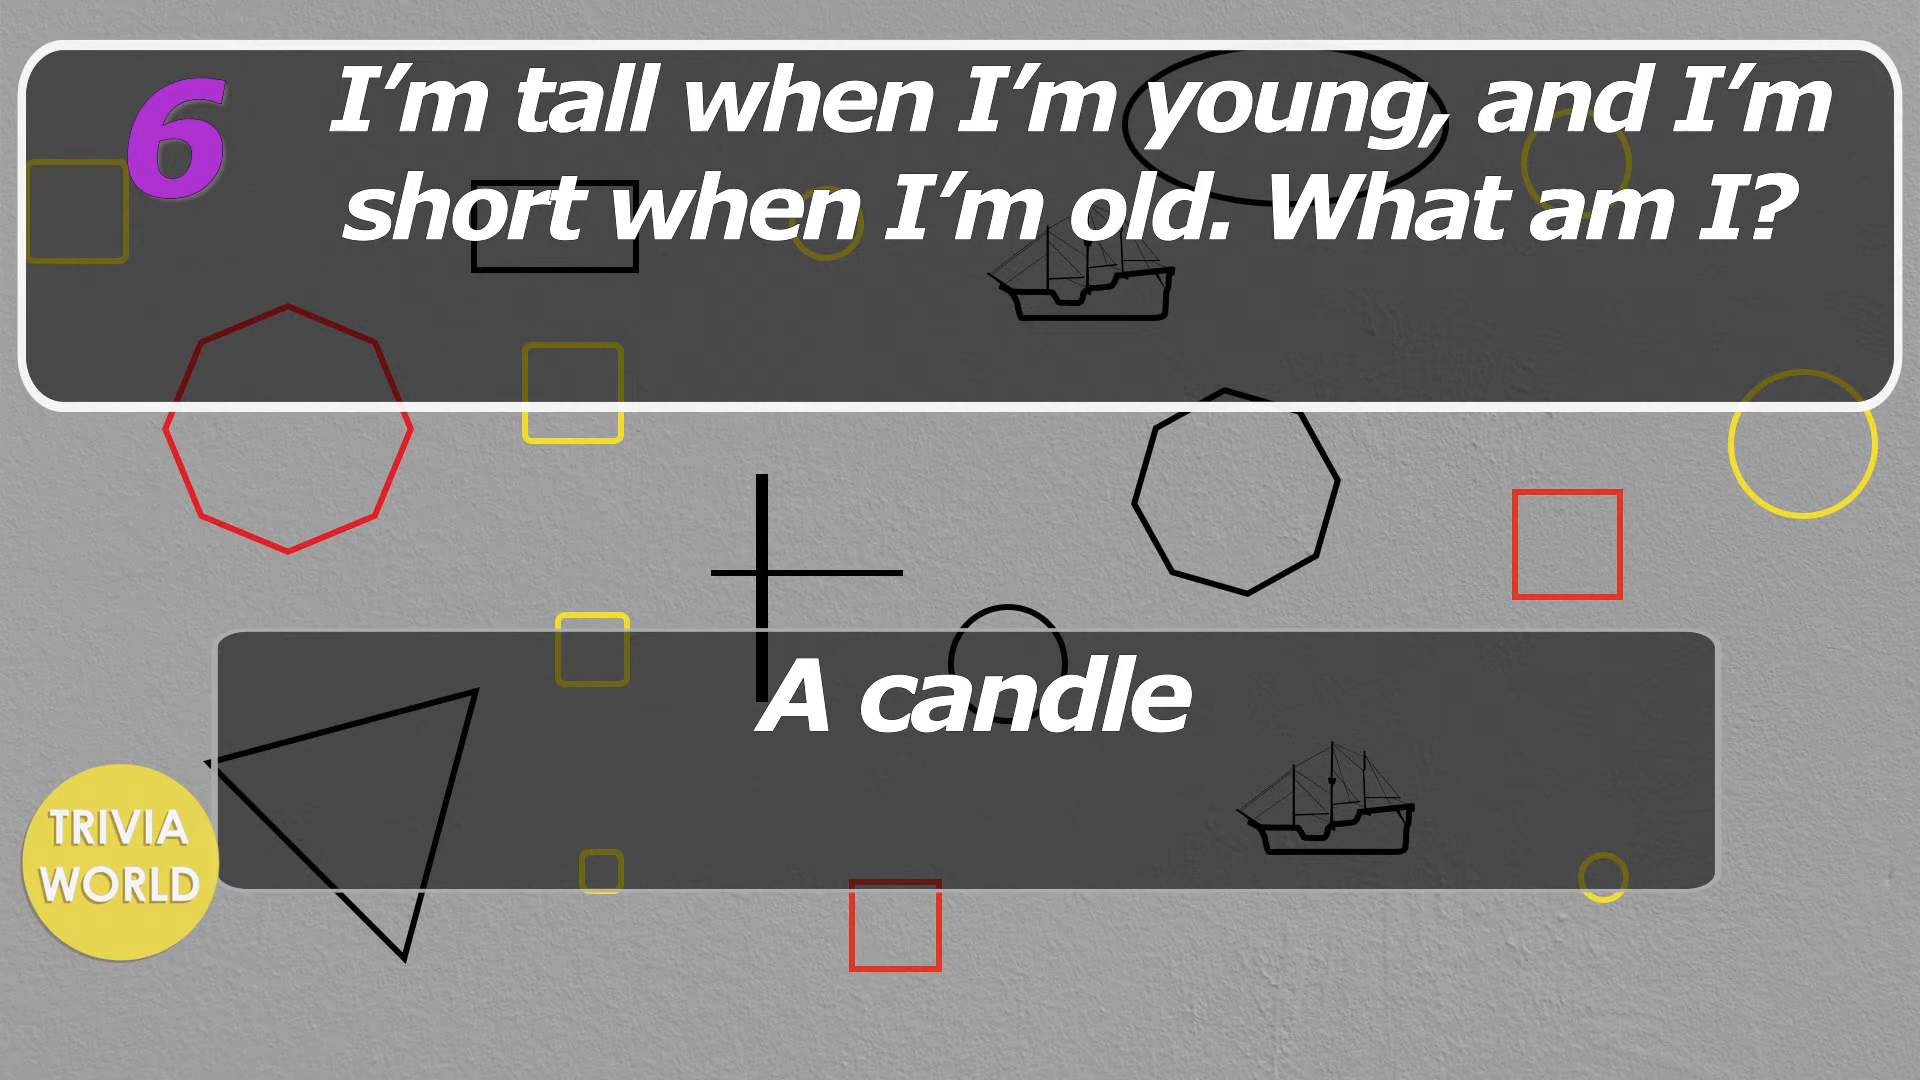 6
I’m tall when I’m young, and I’m
short when I’m old. What am I?
A candle
TRIVIA
WORLD